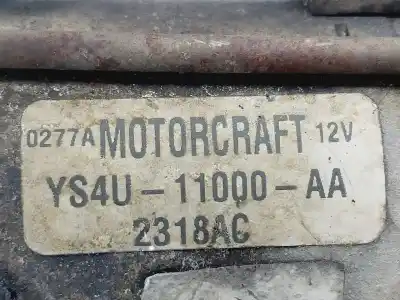 0277A MOTORCRAFT 12V
YS4U-11000-AA
2318AC